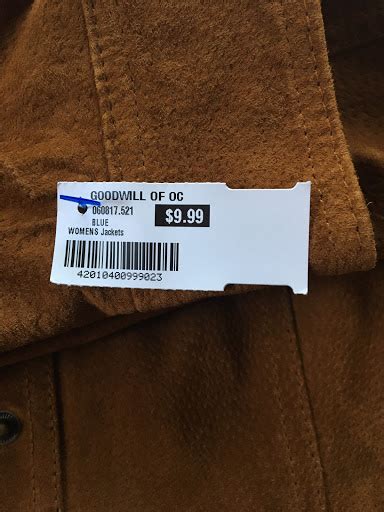 GOODWILL OF OC
060817.521
$9.99
BLUE
WOMENS Jackets
42010400999023